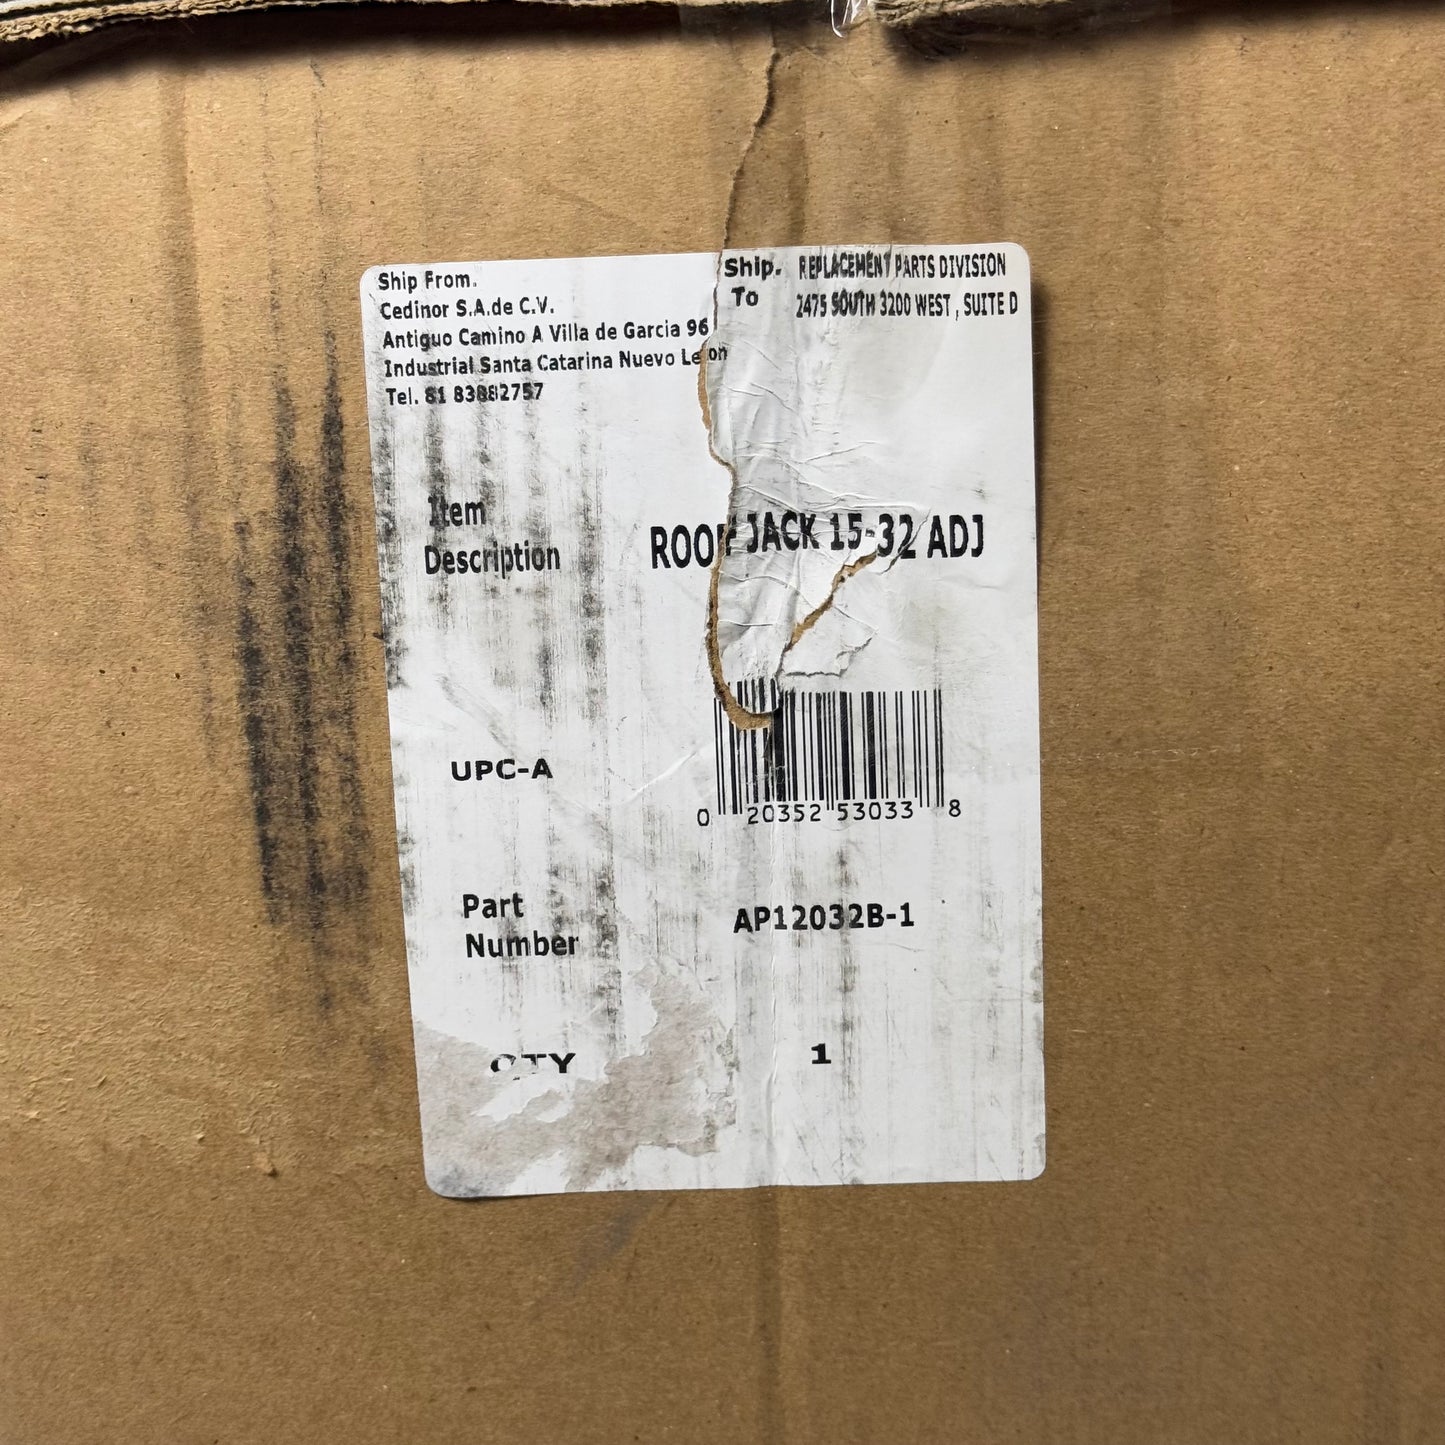 Ship From.
Cedinor S.A.de C.V.
Antiguo Camino A Villa de Garcia 96
Industrial Santa Catarina Nuevo Leon
Tel. 81 83882757
Ship. REPLACEMENT PARTS DIVISION
To 2475 SOUTH 3200 WEST , SUITE D
Item
Description
ROOF JACK 15-32 ADJ
UPC-A
0 20352 53033 8
Part
Number
AP12032B-1
QTY
1